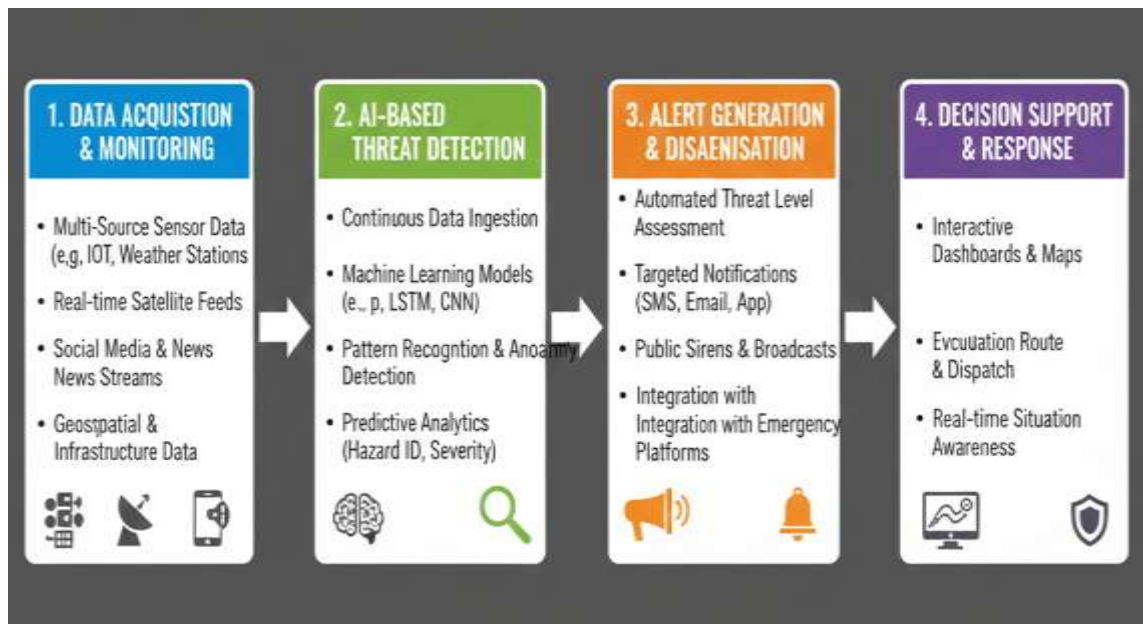 1. DATA ACQUISTION
& MONITORING
• Multi-Source Sensor Data
(e,g, IOT, Weather Stations
• Real-time Satellite Feeds
• Social Media & News
News Streams
• Geosspatial &
Infrastructure Data
2. AI-BASED
THREAT DETECTION
• Continuous Data Ingestion
• Machine Learning Models
(e.. p, LSTM, CNN)
• Pattern Recogntion &
Detection
• Predictive Analytics
(Hazard ID, Severity)
3. ALERT GENERATION
& DISAENISATION
• Automated Threat Level
Assessment
• Targeted Notifications
(SMS, Email, App)
• Public Sirens & Broadcasts
• Integration with
Integration with Emergency
Platforms
4. DECISION SUPPORT
& RESPONSE
• Interactive
Dashboards & Maps
• Evcuuation Route
& Dispatch
• Real-time Situation
Awareness